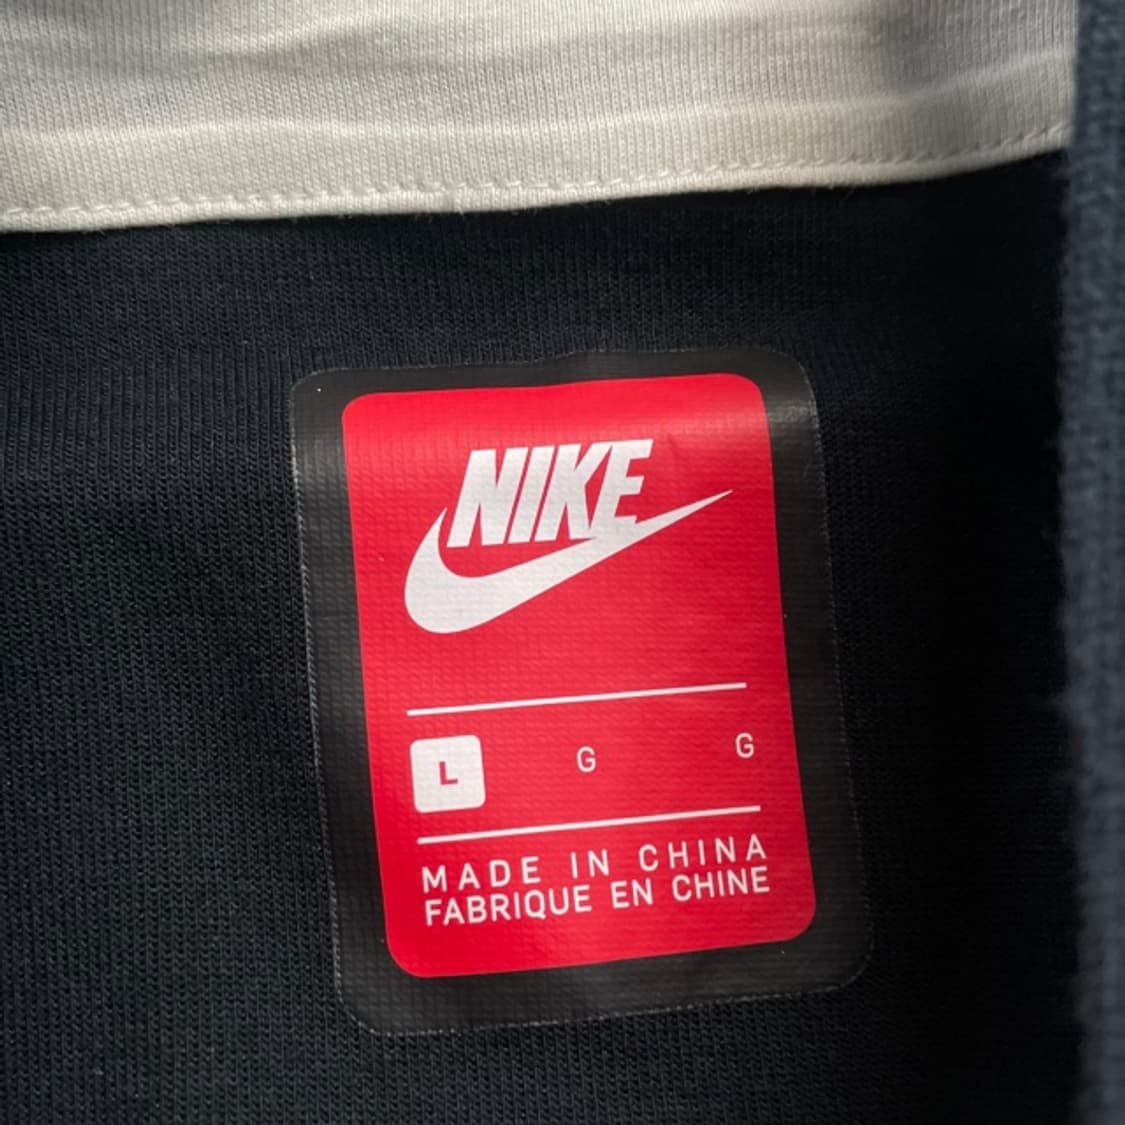 NIKE
L G G
MADE IN CHINA
FABRIQUE EN CHINE